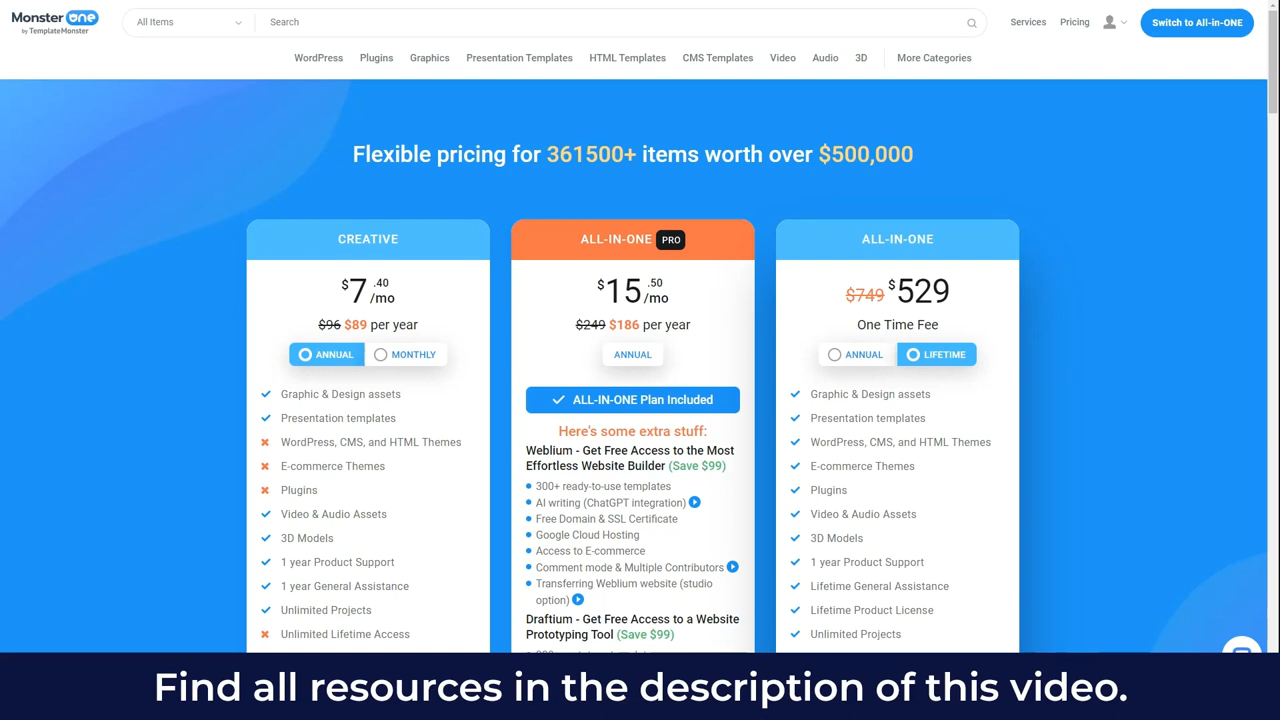 Monster one
by TemplateMonster
All Items
Search
Services
Pricing
Switch to All-in-ONE
WordPress
Plugins
Graphics
Presentation Templates
HTML Templates
CMS Templates
Video
Audio
3D
More Categories
Flexible pricing for 361500+ items worth over $500,000
CREATIVE
$7.40/mo
$96 $89 per year
ANNUAL
MONTHLY
Graphic & Design assets
Presentation templates
WordPress, CMS, and HTML Themes
E-commerce Themes
Plugins
Video & Audio Assets
3D Models
1 year Product Support
1 year General Assistance
Unlimited Projects
Unlimited Lifetime Access
ALL-IN-ONE PRO
$15.50/mo
$249 $186 per year
ANNUAL
ALL-IN-ONE Plan Included
Here's some extra stuff:
Weblium - Get Free Access to the Most
Effortless Website Builder (Save $99)
300+ ready-to-use templates
AI writing (ChatGPT integration)
Free Domain & SSL Certificate
Google Cloud Hosting
Access to E-commerce
Comment mode & Multiple Contributors
Transferring Weblium website (studio
option)
Draftium - Get Free Access to a Website
Prototyping Tool (Save $99)
ALL-IN-ONE
$749 $529
One Time Fee
ANNUAL
LIFETIME
Graphic & Design assets
Presentation templates
WordPress, CMS, and HTML Themes
E-commerce Themes
Plugins
Video & Audio Assets
3D Models
1 year Product Support
Lifetime General Assistance
Lifetime Product License
Unlimited Projects
Find all resources in the description of this video.